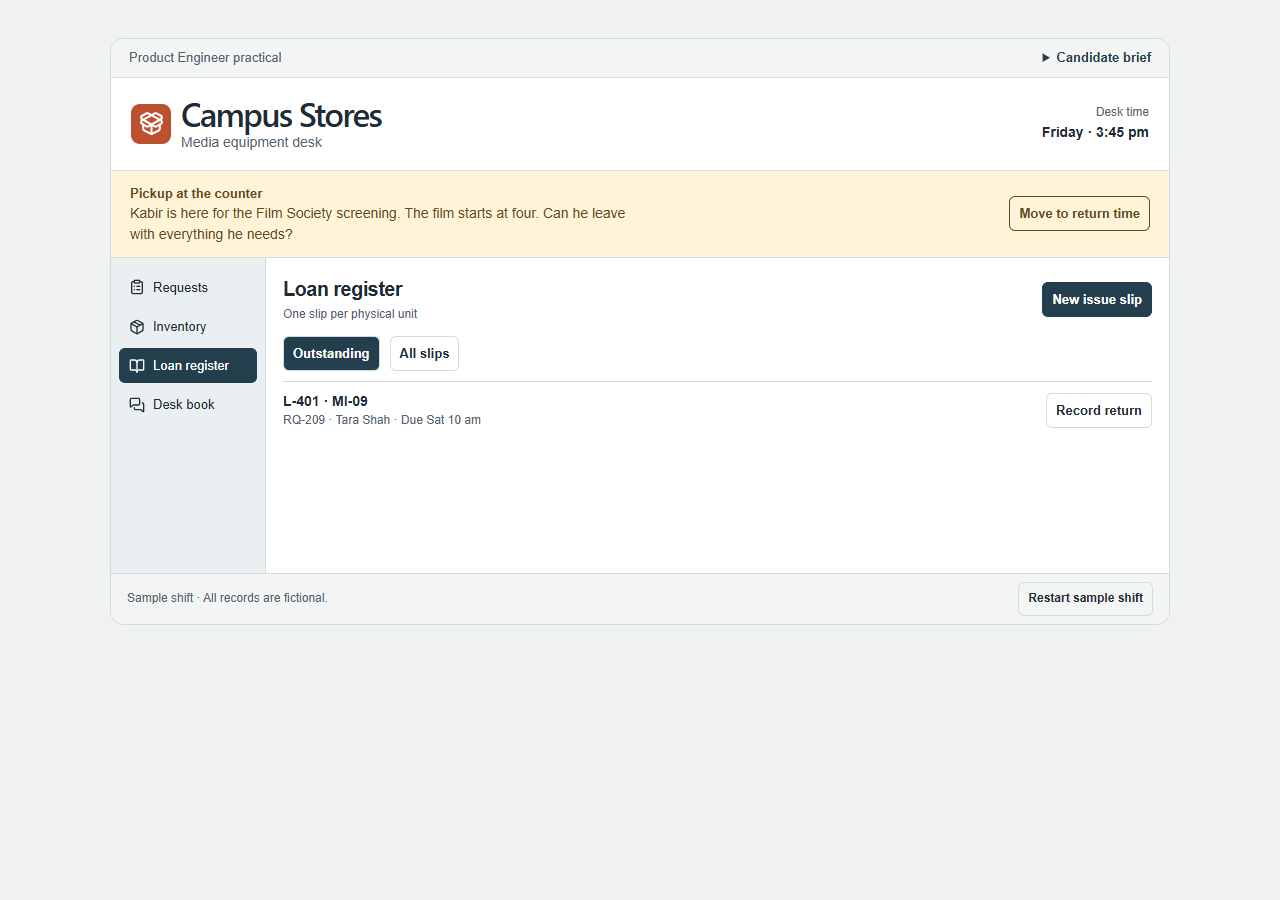 Product Engineer practical
Candidate brief
Campus Stores
Media equipment desk
Desk time
Friday · 3:45 pm
Pickup at the counter
Kabir is here for the Film Society screening. The film starts at four. Can he leave
with everything he needs?
Move to return time
Requests
Inventory
Loan register
Desk book
Loan register
One slip per physical unit
New issue slip
Outstanding
All slips
L-401 · MI-09
RQ-209 · Tara Shah · Due Sat 10 am
Record return
Sample shift · All records are fictional.
Restart sample shift